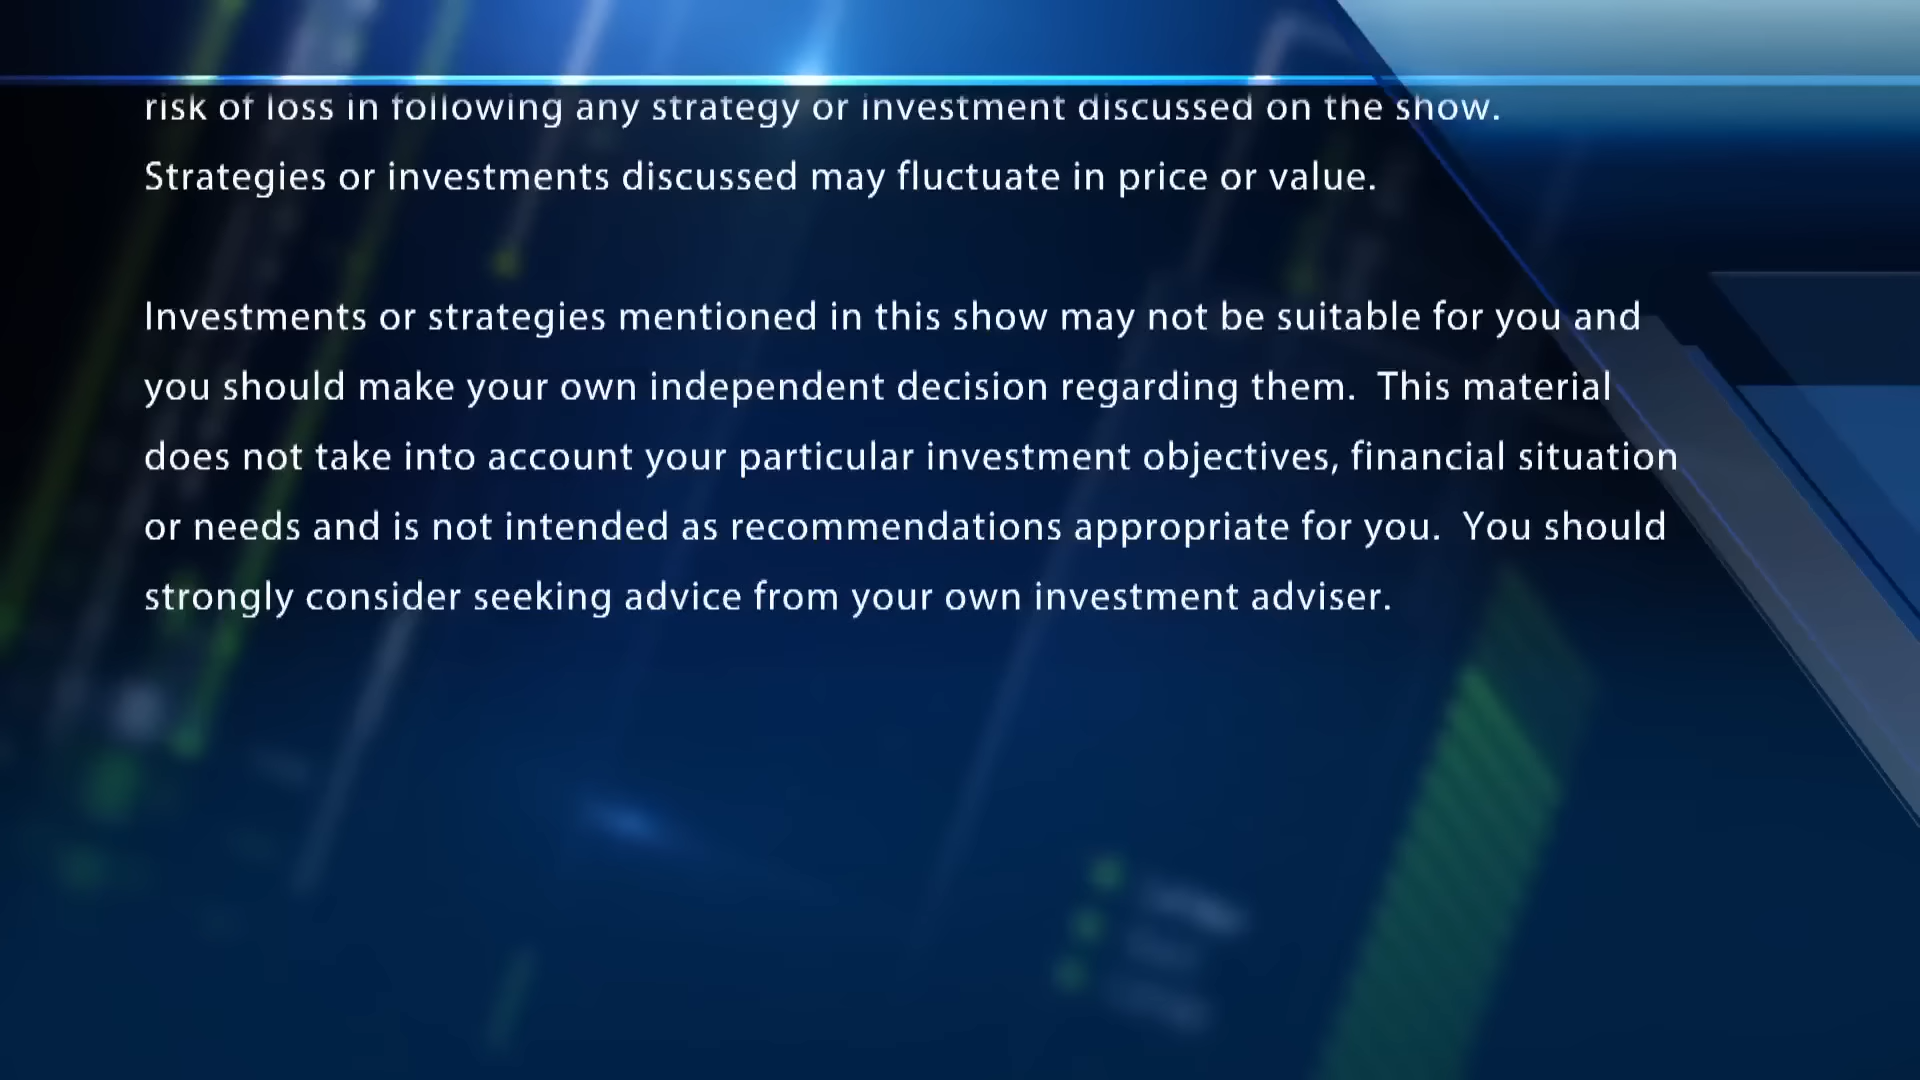 risk of loss in following any strategy or investment discussed on the show.
Strategies or investments discussed may fluctuate in price or value.
Investments or strategies mentioned in this show may not be suitable for you and
you should make your own independent decision regarding them.  This material
does not take into account your particular investment objectives, financial situation
or needs and is not intended as recommendations appropriate for you.  You should
strongly consider seeking advice from your own investment adviser.